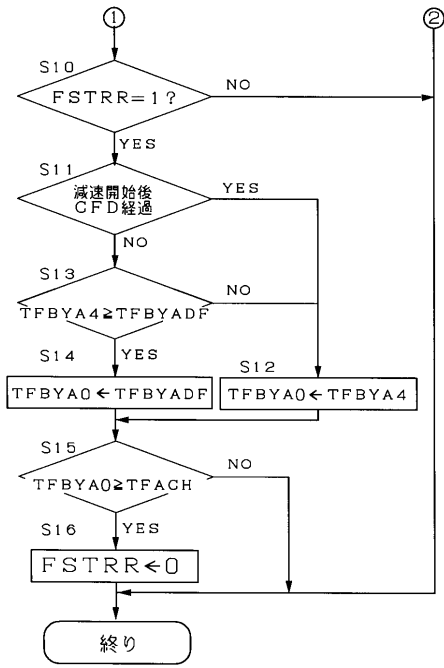 ① ②
S10
FSTRR=1?
NO
YES
S11
減速開始後
CFD経過
YES
NO
S13
TFBYA4≧TFBYADF
NO
YES
S14
TFBYA0←TFBYADF
S12
TFBYA0←TFBYA4
S15
TFBYA0≧TFACH
NO
YES
S16
FSTRR←0
終り